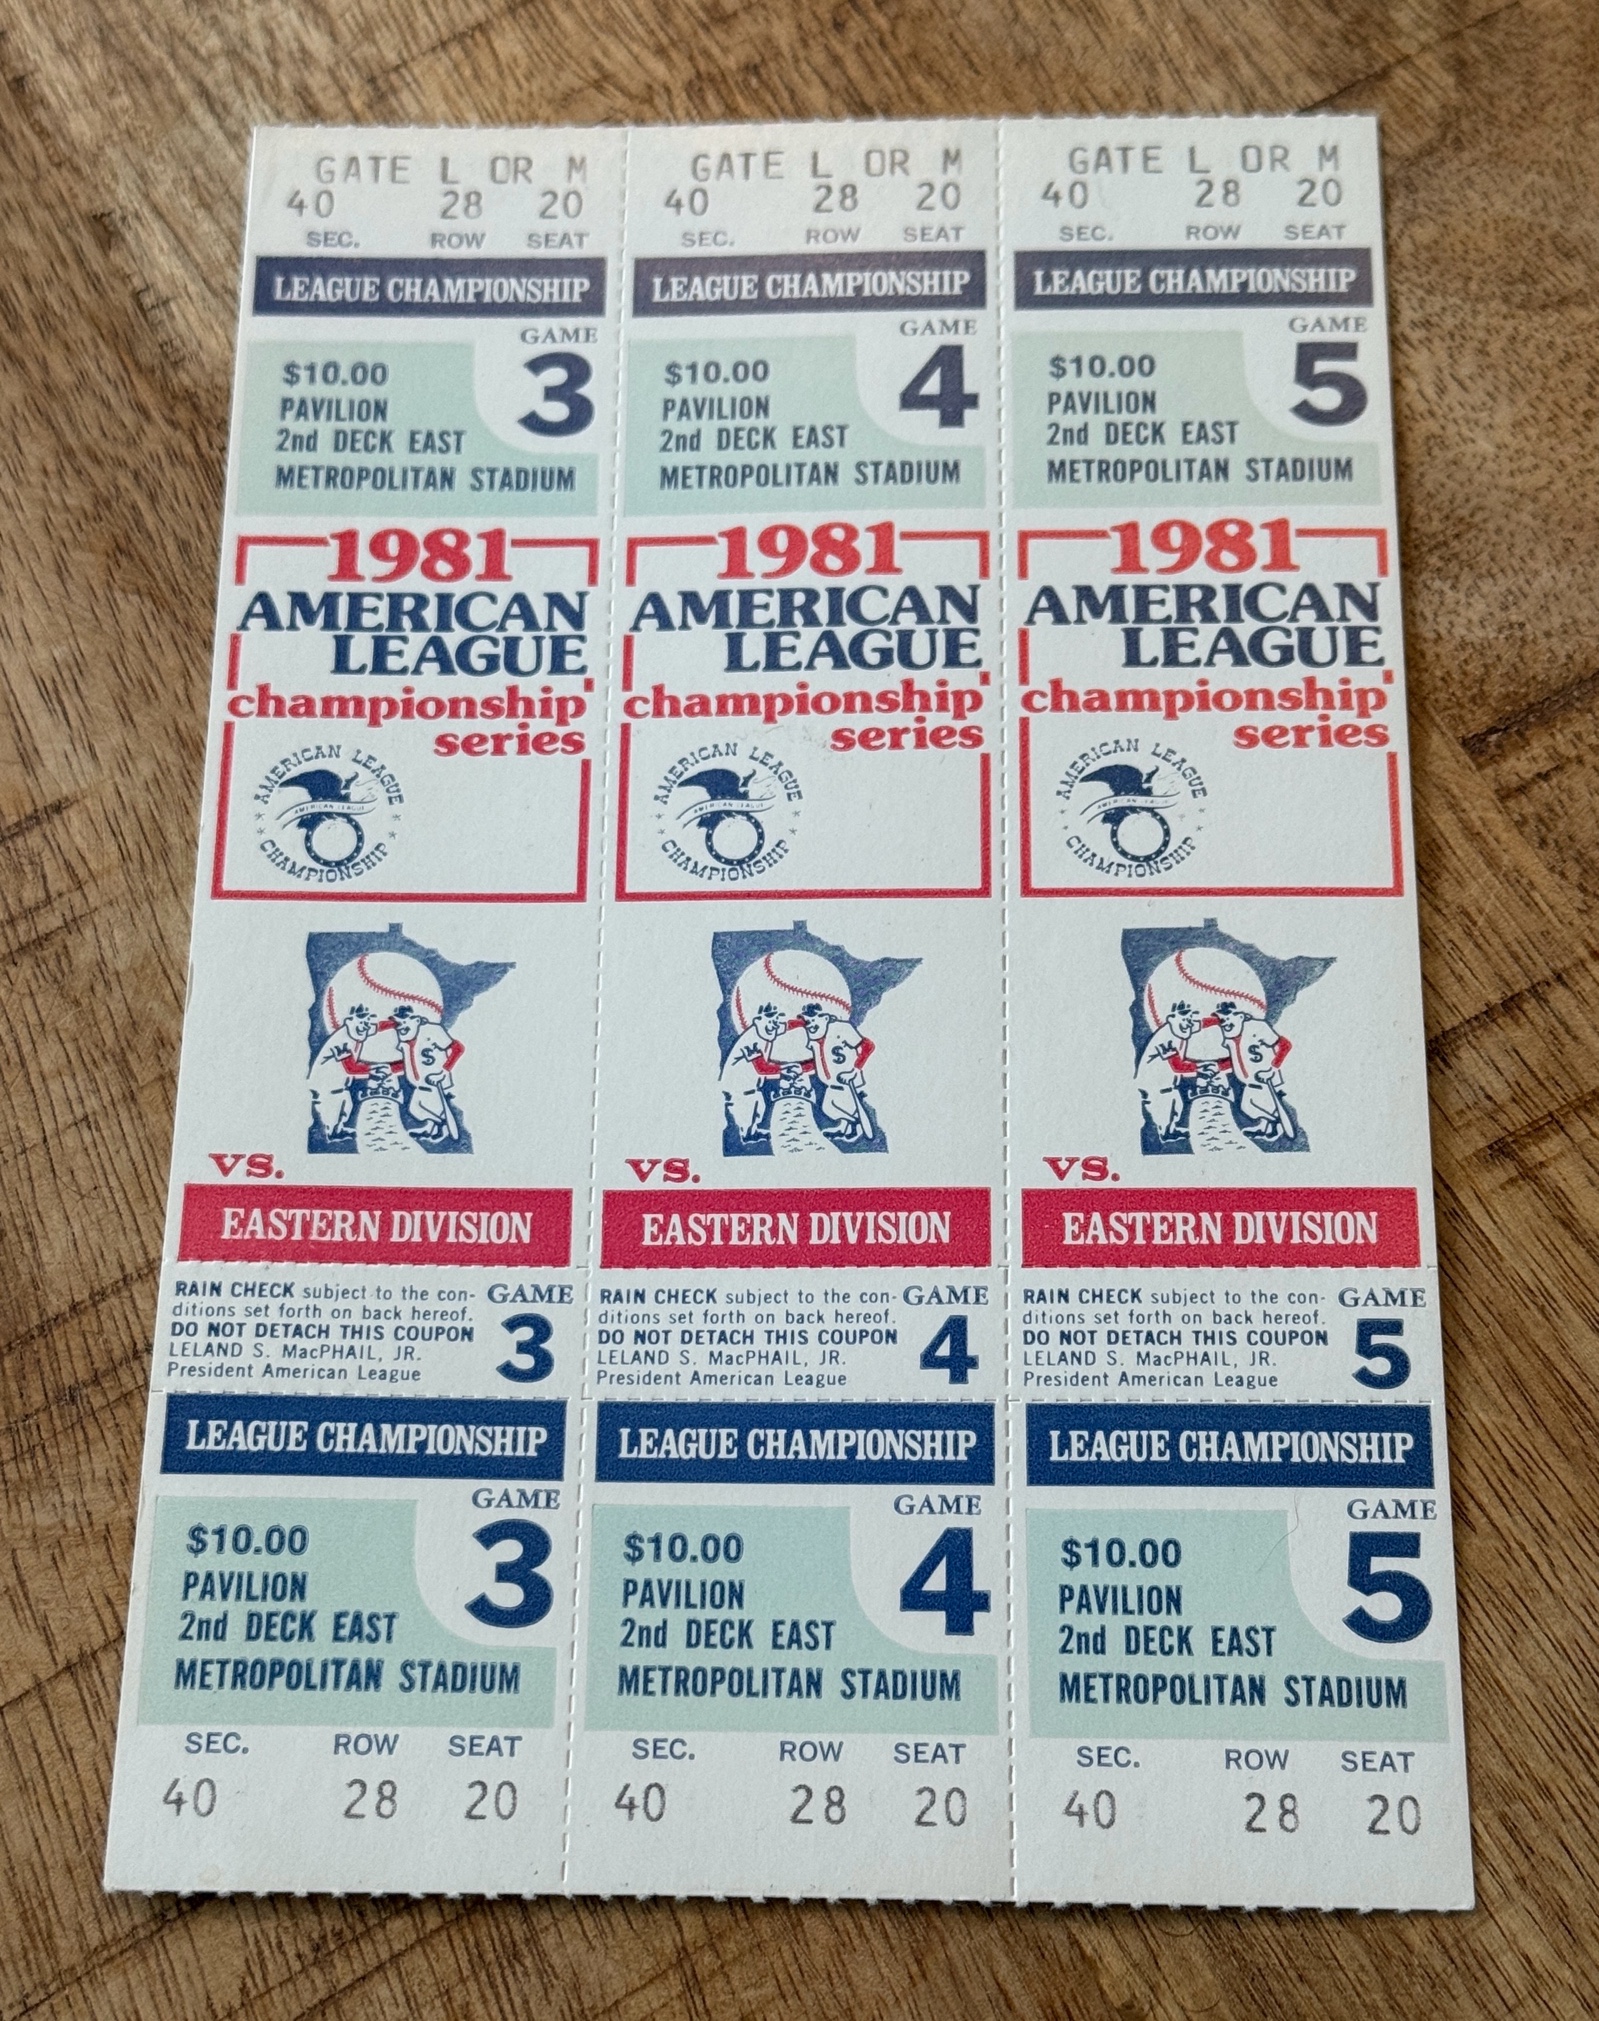 GATE L OR M
40 28 20
SEC. ROW SEAT
LEAGUE CHAMPIONSHIP
GAME
3
$10.00
PAVILION
2nd DECK EAST
METROPOLITAN STADIUM
1981
AMERICAN
LEAGUE
championship
series
AMERICAN LEAGUE
AMERICAN LEAGUE
CHAMPIONSHIP
M S
vs.
EASTERN DIVISION
RAIN CHECK subject to the con-
ditions set forth on back hereof.
DO NOT DETACH THIS COUPON
LELAND S. MacPHAIL, JR.
President American League
GAME
3
LEAGUE CHAMPIONSHIP
GAME
3
$10.00
PAVILION
2nd DECK EAST
METROPOLITAN STADIUM
SEC. ROW SEAT
40 28 20
GATE L OR M
40 28 20
SEC. ROW SEAT
LEAGUE CHAMPIONSHIP
GAME
4
$10.00
PAVILION
2nd DECK EAST
METROPOLITAN STADIUM
1981
AMERICAN
LEAGUE
championship
series
AMERICAN LEAGUE
AMERICAN LEAGUE
CHAMPIONSHIP
M S
vs.
EASTERN DIVISION
RAIN CHECK subject to the con-
ditions set forth on back hereof.
DO NOT DETACH THIS COUPON
LELAND S. MacPHAIL, JR.
President American League
GAME
4
LEAGUE CHAMPIONSHIP
GAME
4
$10.00
PAVILION
2nd DECK EAST
METROPOLITAN STADIUM
SEC. ROW SEAT
40 28 20
GATE L OR M
40 28 20
SEC. ROW SEAT
LEAGUE CHAMPIONSHIP
GAME
5
$10.00
PAVILION
2nd DECK EAST
METROPOLITAN STADIUM
1981
AMERICAN
LEAGUE
championship
series
AMERICAN LEAGUE
AMERICAN LEAGUE
CHAMPIONSHIP
M S
vs.
EASTERN DIVISION
RAIN CHECK subject to the con-
ditions set forth on back hereof.
DO NOT DETACH THIS COUPON
LELAND S. MacPHAIL, JR.
President American League
GAME
5
LEAGUE CHAMPIONSHIP
GAME
5
$10.00
PAVILION
2nd DECK EAST
METROPOLITAN STADIUM
SEC. ROW SEAT
40 28 20